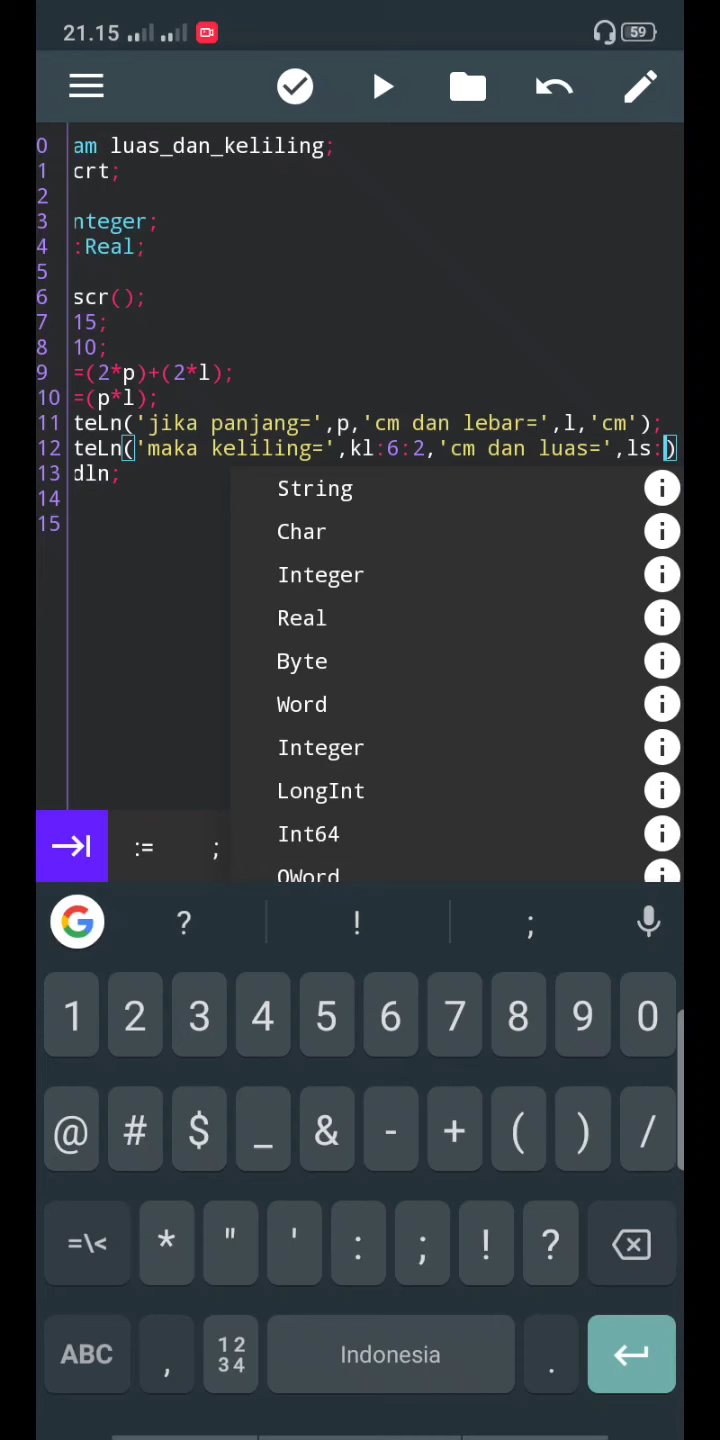 21.15
59
0 am luas_dan_keliling;
1 crt;
2
3 nteger;
4 :Real;
5
6 scr();
7 15;
8 10;
9 =(2*p)+(2*l);
10 =(p*l);
11 teLn('jika panjang=',p,'cm dan lebar=',l,'cm');
12 teLn('maka keliling=',kl:6:2,'cm dan luas=',ls:)
13 dln;
14
15
String i
Char i
Integer i
Real i
Byte i
Word i
Integer i
LongInt i
Int64 i
QWord i
:= ;
G ? ! ;
1 2 3 4 5 6 7 8 9 0
@ # $ _ & - + ( ) /
=\< * " ' : ; ! ?
ABC , 12 Indonesia .
34